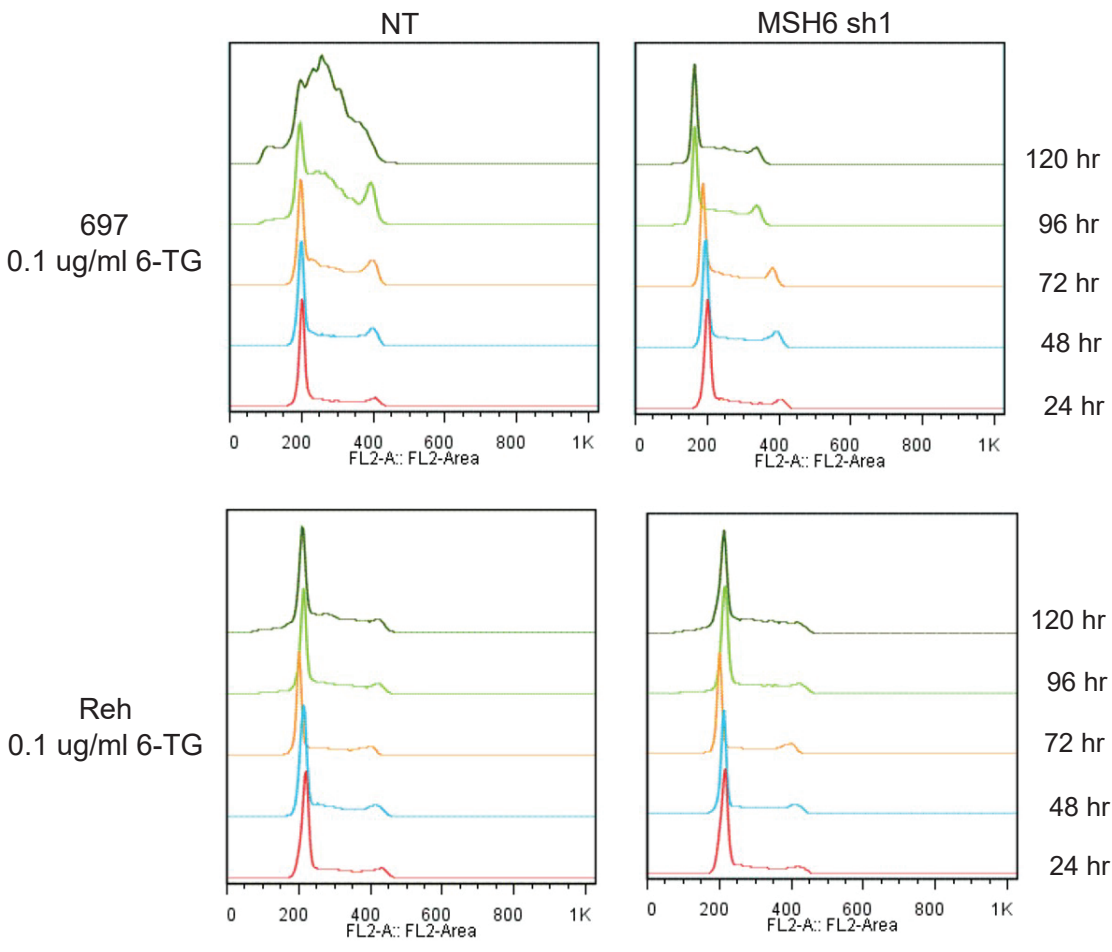 NT
MSH6 sh1
697
0.1 ug/ml 6-TG
120 hr
96 hr
72 hr
48 hr
24 hr
0 200 400 600 800 1K
FL2-A:: FL2-Area
0 200 400 600 800 1K
FL2-A:: FL2-Area
Reh
0.1 ug/ml 6-TG
120 hr
96 hr
72 hr
48 hr
24 hr
0 200 400 600 800 1K
FL2-A:: FL2-Area
0 200 400 600 800 1K
FL2-A:: FL2-Area